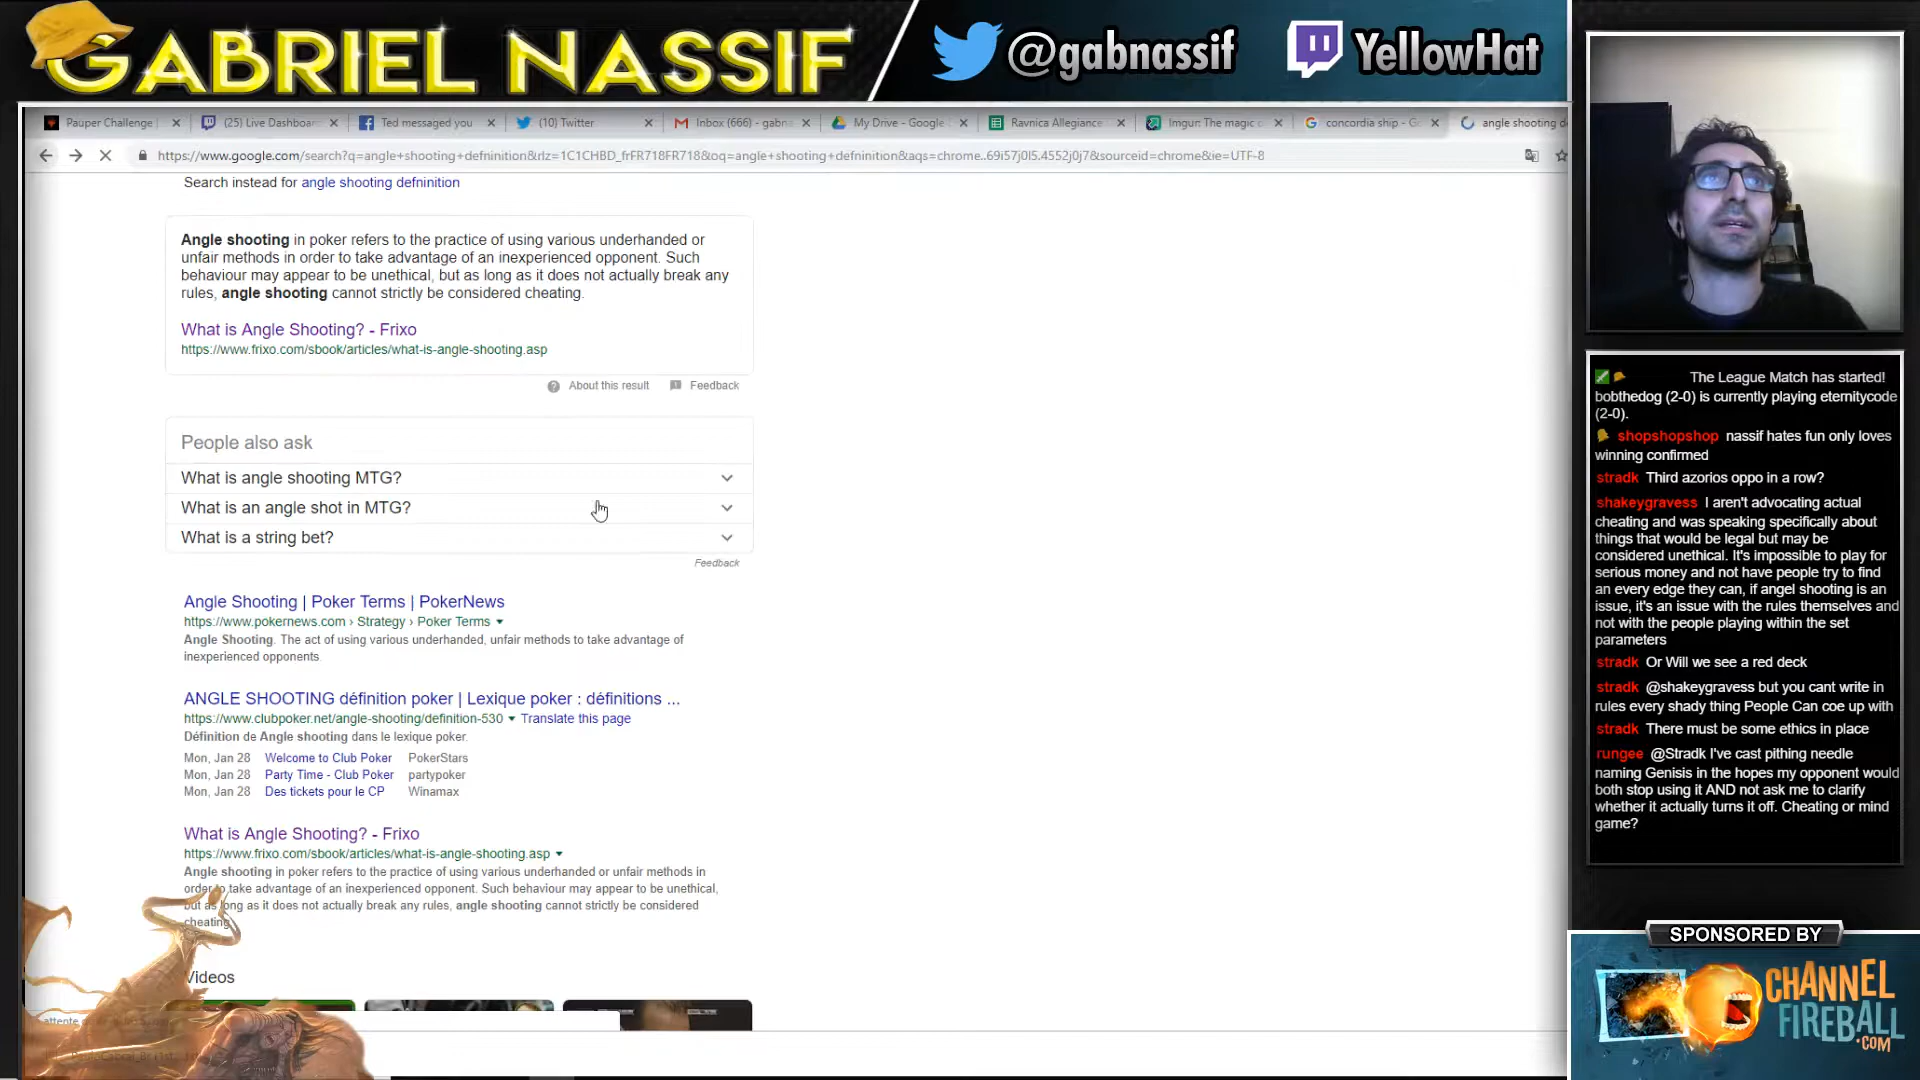 GABRIEL NASSIF
@gabnassif
YellowHat
Pauper Challenge
(25) Live Dashboar
Ted messaged you
(10) Twitter
Inbox (666) - gabna
My Drive - Google
Ravnica Allegiance
Imgur: The magic
concordia ship - G
angle shooting de
https://www.google.com/search?q=angle+shooting+defninition&rlz=1C1CHBD_frFR718FR718&oq=angle+shooting+defninition&aqs=chrome..69i57j0l5.4552j0j7&sourceid=chrome&ie=UTF-8
Search instead for angle shooting defninition
Angle shooting in poker refers to the practice of using various underhanded or
unfair methods in order to take advantage of an inexperienced opponent. Such
behaviour may appear to be unethical, but as long as it does not actually break any
rules, angle shooting cannot strictly be considered cheating.
What is Angle Shooting? - Frixo
https://www.frixo.com/sbook/articles/what-is-angle-shooting.asp
About this result
Feedback
People also ask
What is angle shooting MTG?
What is an angle shot in MTG?
What is a string bet?
Feedback
Angle Shooting | Poker Terms | PokerNews
https://www.pokernews.com › Strategy › Poker Terms
Angle Shooting. The act of using various underhanded, unfair methods to take advantage of
inexperienced opponents.
ANGLE SHOOTING définition poker | Lexique poker : définitions ...
https://www.clubpoker.net/angle-shooting/definition-530 Translate this page
Définition de Angle shooting dans le lexique poker.
Mon, Jan 28 Welcome to Club Poker PokerStars
Mon, Jan 28 Party Time - Club Poker partypoker
Mon, Jan 28 Des tickets pour le CP Winamax
What is Angle Shooting? - Frixo
https://www.frixo.com/sbook/articles/what-is-angle-shooting.asp
Angle shooting in poker refers to the practice of using various underhanded or unfair methods in
order to take advantage of an inexperienced opponent. Such behaviour may appear to be unethical,
but as long as it does not actually break any rules, angle shooting cannot strictly be considered
cheating.
Videos
attente
The League Match has started!
bobthedog (2-0) is currently playing eternitycode
(2-0).
shopshopshop nassif hates fun only loves
winning confirmed
stradk Third azorios oppo in a row?
shakeygravess I aren't advocating actual
cheating and was speaking specifically about
things that would be legal but may be
considered unethical. It's impossible to play for
serious money and not have people try to find
an every edge they can, if angel shooting is an
issue, it's an issue with the rules themselves and
not with the people playing within the set
parameters
stradk Or Will we see a red deck
stradk @shakeygravess but you cant write in
rules every shady thing People Can coe up with
stradk There must be some ethics in place
rungee @Stradk I've cast pithing needle
naming Genisis in the hopes my opponent would
both stop using it AND not ask me to clarify
whether it actually turns it off. Cheating or mind
game?
SPONSORED BY
CHANNEL
FIREBALL
.COM